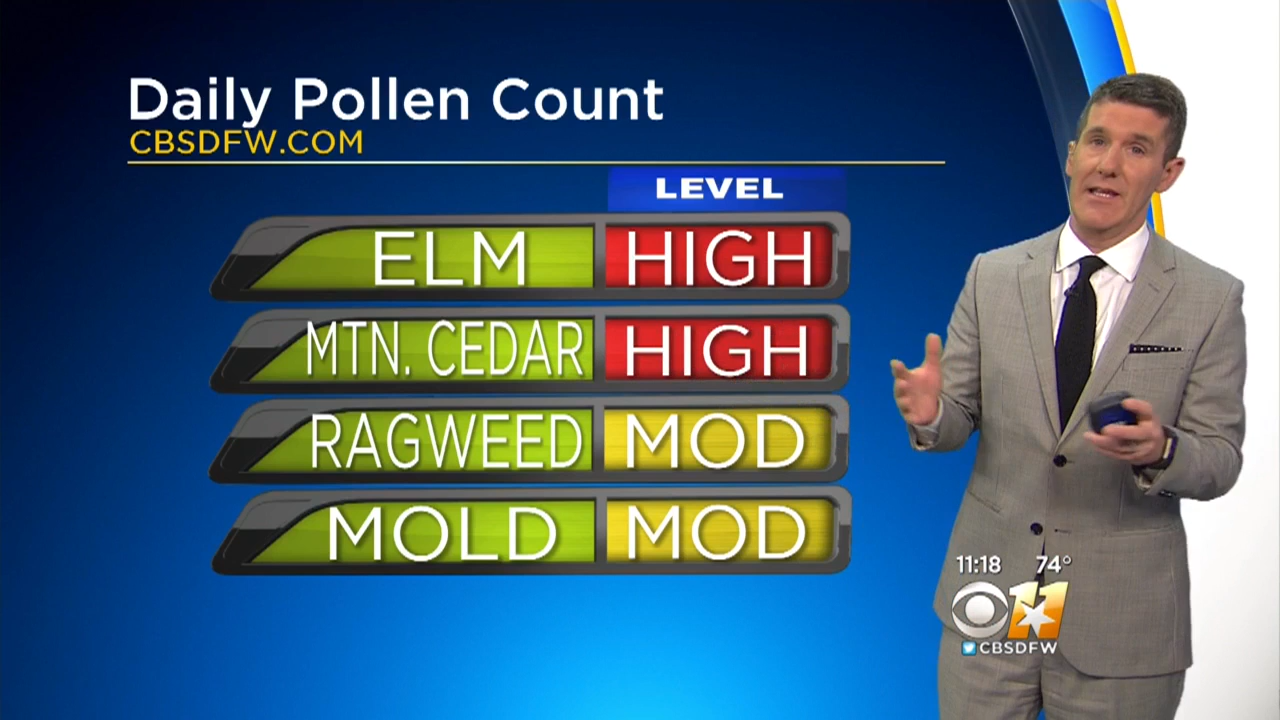 Daily Pollen Count
CBSDFW.COM
LEVEL
ELM HIGH
MTN. CEDAR HIGH
RAGWEED MOD
MOLD MOD
11:18 74°
11
CBSDFW